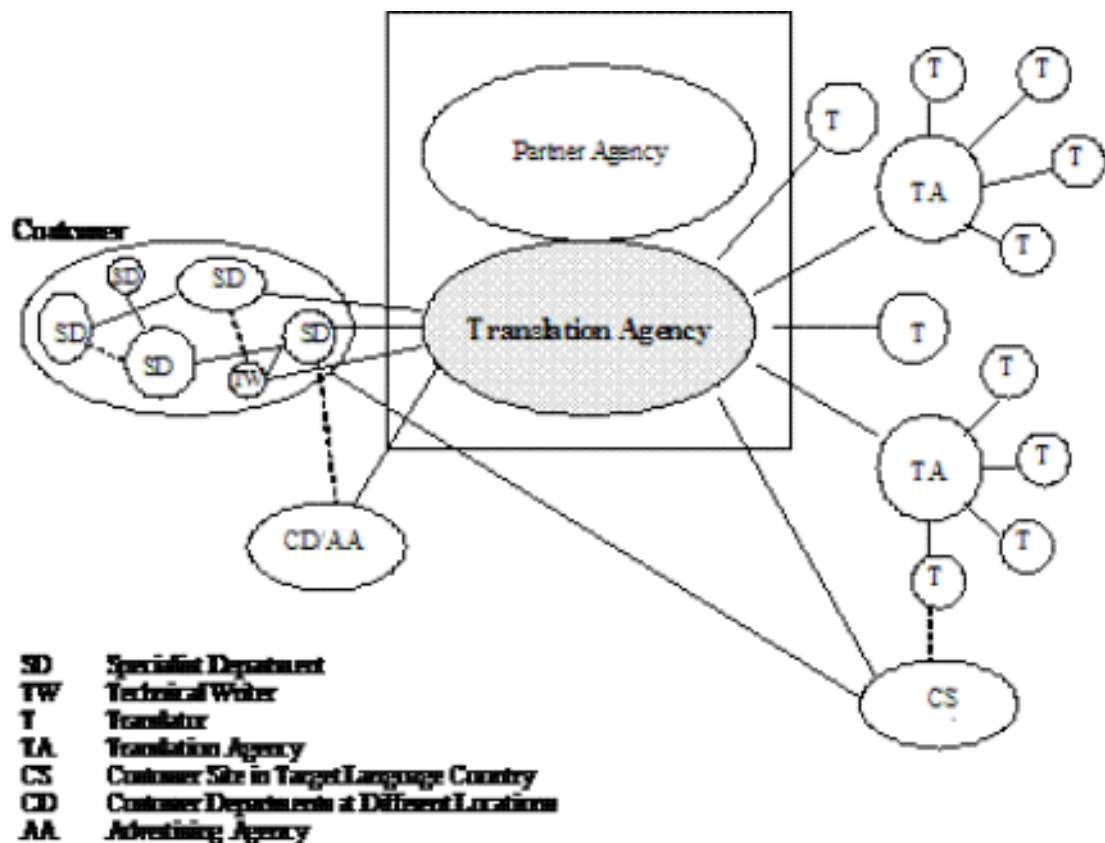 T
T
T
Partner Agency
T
TA
Customer
T
SD
SD
SD
SD
Translation Agency
T
SD
TW
T
T
TA
CD/AA
T
T
CS
SD Specialist Department
TW Technical Writer
T Translator
TA Translation Agency
CS Customer Site in Target Language Country
CD Customer Departments at Different Locations
AA Advertising Agency